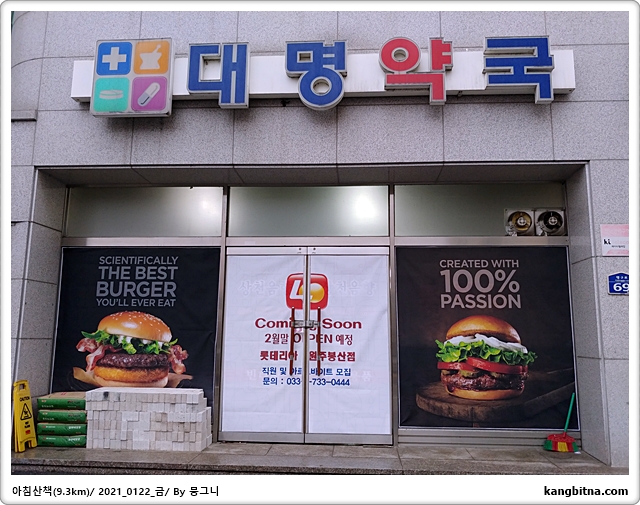 대명약국
SCIENTIFICALLY
THE BEST
BURGER
YOU'LL EVER EAT
CREATED WITH
100%
PASSION
Coming Soon
2월말 OPEN 예정
롯데리아 원주봉산점
직원 및 아르바이트 모집
문의 : 033-733-0444
69
아침산책(9.3km)/ 2021_0122_금/ By 뭉그니
kangbitna.com